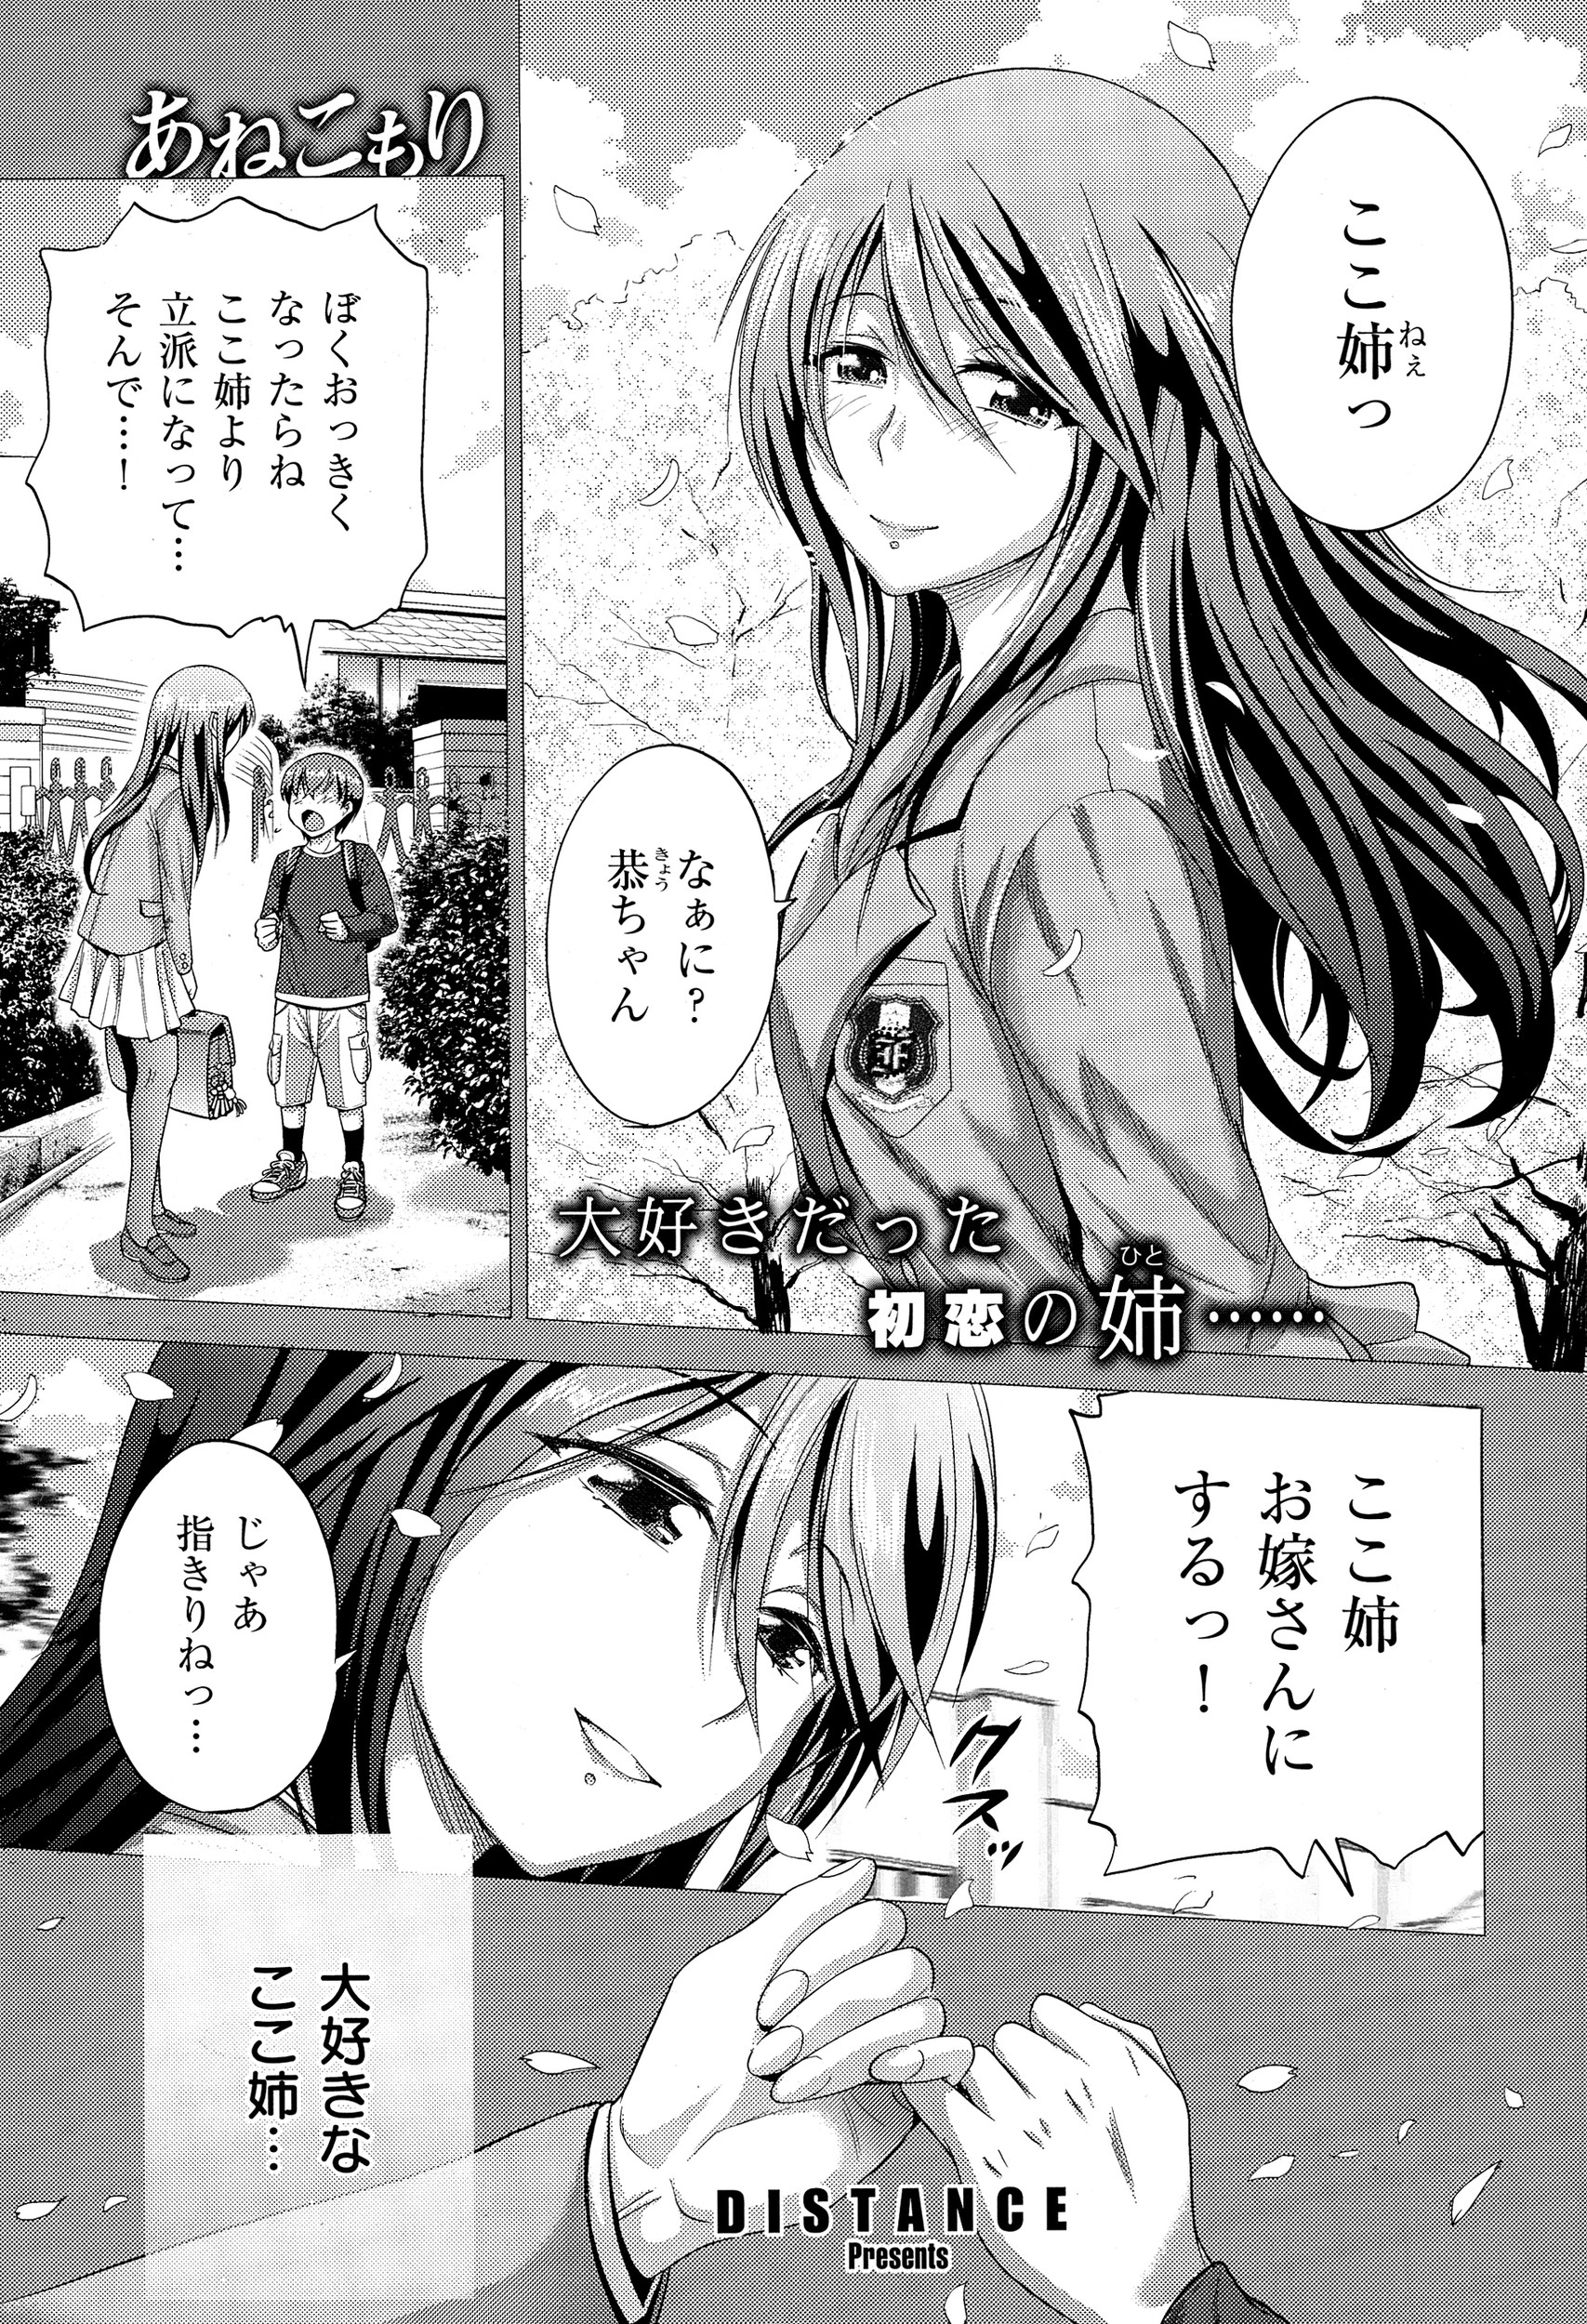 ここ姉っ
ねえ
なぁに?
恭ちゃん
きょう
大好きだった
初恋の姉……
ひと
あねこもり
ぼくおっきく
なったらね
ここ姉より
立派になって…
そんで…!
ここ姉
お嫁さんに
するっ!
クスッ
じゃあ
指きりねっ…
大好きな
ここ姉…
DISTANCE
Presents